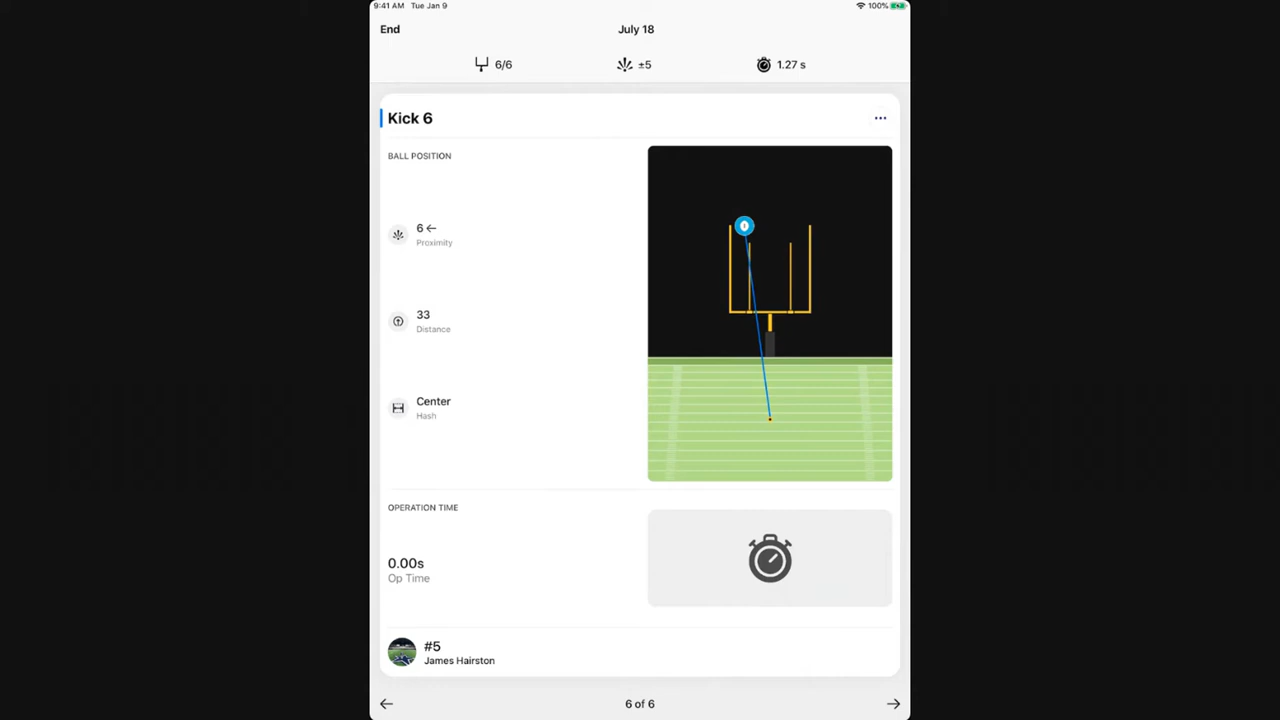 9:41 AM Tue Jan 9 100%
End July 18
6/6 ±5 1.27 s
Kick 6
BALL POSITION
6 ←
Proximity
33
Distance
Center
Hash
OPERATION TIME
0.00s
Op Time
#5
James Hairston
6 of 6